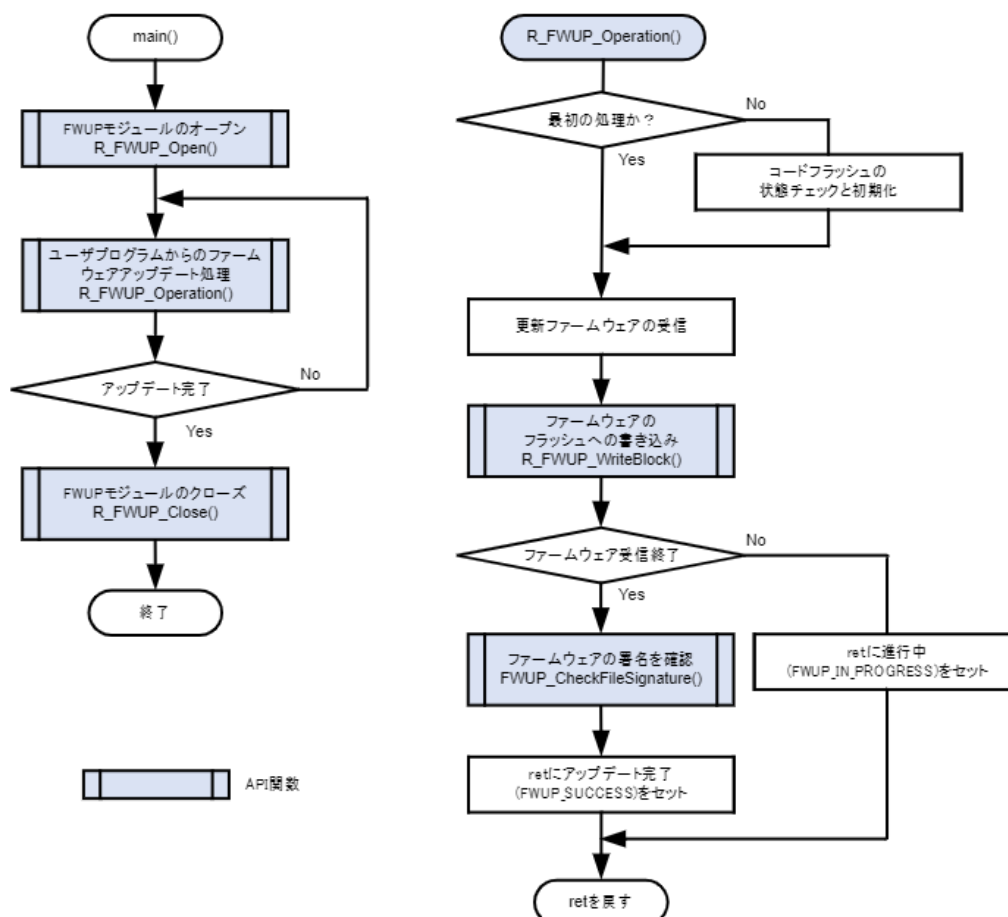 main()
FWUPモジュールのオープン
R_FWUP_Open()
ユーザプログラムからのファーム
ウェアアップデート処理
R_FWUP_Operation()
アップデート完了
No
Yes
FWUPモジュールのクローズ
R_FWUP_Close()
終了
API関数
R_FWUP_Operation()
最初の処理か？
No
Yes
コードフラッシュの
状態チェックと初期化
更新ファームウェアの受信
ファームウェアの
フラッシュへの書き込み
R_FWUP_WriteBlock()
ファームウェア受信終了
No
Yes
ファームウェアの署名を確認
FWUP_CheckFileSignature()
retに進行中
(FWUP_IN_PROGRESS)をセット
retにアップデート完了
(FWUP_SUCCESS)をセット
retを戻す